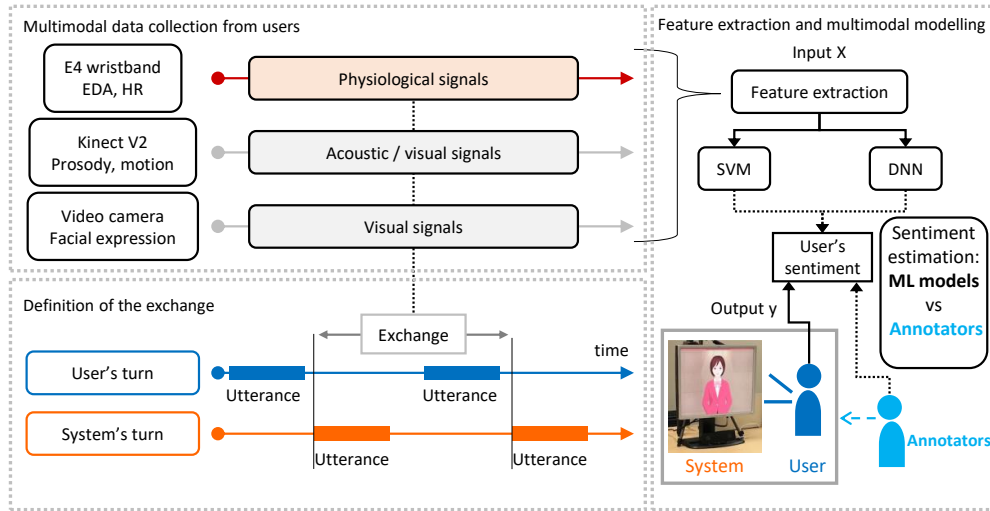 Multimodal data collection from users
E4 wristband
EDA, HR
Physiological signals
Kinect V2
Prosody, motion
Acoustic / visual signals
Video camera
Facial expression
Visual signals
Definition of the exchange
Exchange
time
User's turn
Utterance
Utterance
System's turn
Utterance
Utterance
Feature extraction and multimodal modelling
Input X
Feature extraction
SVM
DNN
User's
sentiment
Sentiment
estimation:
ML models
vs
Annotators
Output y
System
User
Annotators